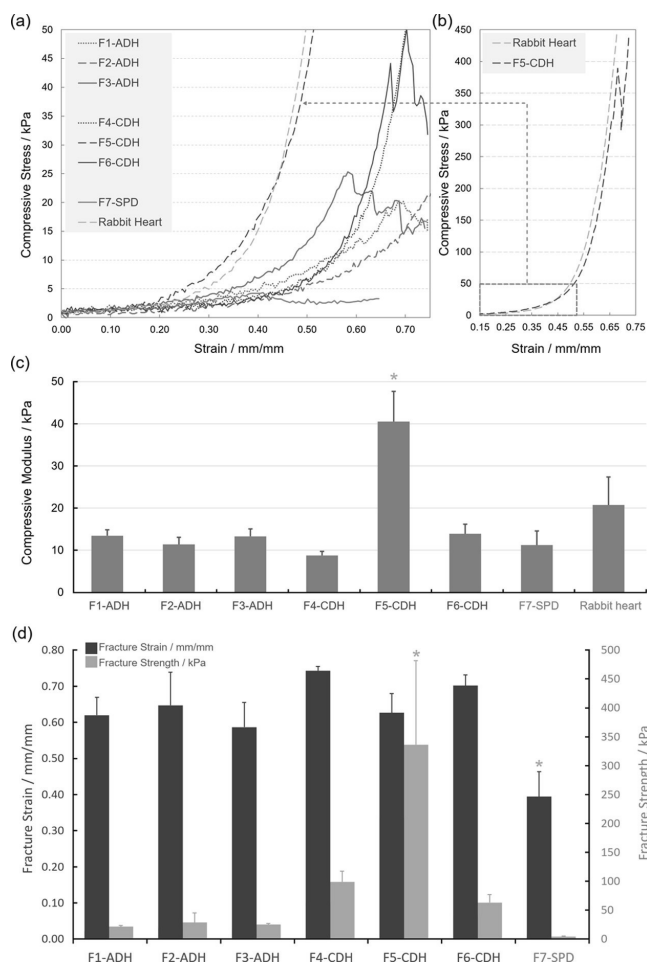 (a)
(b)
50
45
40
35
30
25
20
15
10
5
0
Compressive Stress / kPa
F1-ADH
F2-ADH
F3-ADH
F4-CDH
F5-CDH
F6-CDH
F7-SPD
Rabbit Heart
0.00 0.10 0.20 0.30 0.40 0.50 0.60 0.70
Strain / mm/mm
450
400
350
300
250
200
150
100
50
0
Compressive Stress / kPa
Rabbit Heart
F5-CDH
0.15 0.25 0.35 0.45 0.55 0.65 0.75
Strain / mm/mm
(c)
50
40
30
20
10
0
Compressive Modulus / kPa
*
F1-ADH F2-ADH F3-ADH F4-CDH F5-CDH F6-CDH F7-SPD Rabbit heart
(d)
Fracture Strain / mm/mm
Fracture Strength / kPa
0.80
0.70
0.60
0.50
0.40
0.30
0.20
0.10
0.00
Fracture Strain / mm/mm
*
*
500
450
400
350
300
250
200
150
100
50
0
Fracture Strength / kPa
F1-ADH F2-ADH F3-ADH F4-CDH F5-CDH F6-CDH F7-SPD